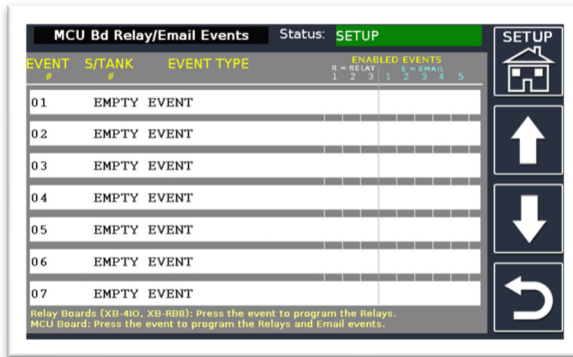 MCU Bd Relay/Email Events Status: SETUP SETUP
EVENT S/TANK EVENT TYPE ENABLED EVENTS
# # R = RELAY E = EMAIL
1 2 3 1 2 3 4 5
01 EMPTY EVENT
02 EMPTY EVENT
03 EMPTY EVENT
04 EMPTY EVENT
05 EMPTY EVENT
06 EMPTY EVENT
07 EMPTY EVENT
Relay Boards (XB-4IO, XB-RB8): Press the event to program the Relays.
MCU Board: Press the event to program the Relays and Email events.